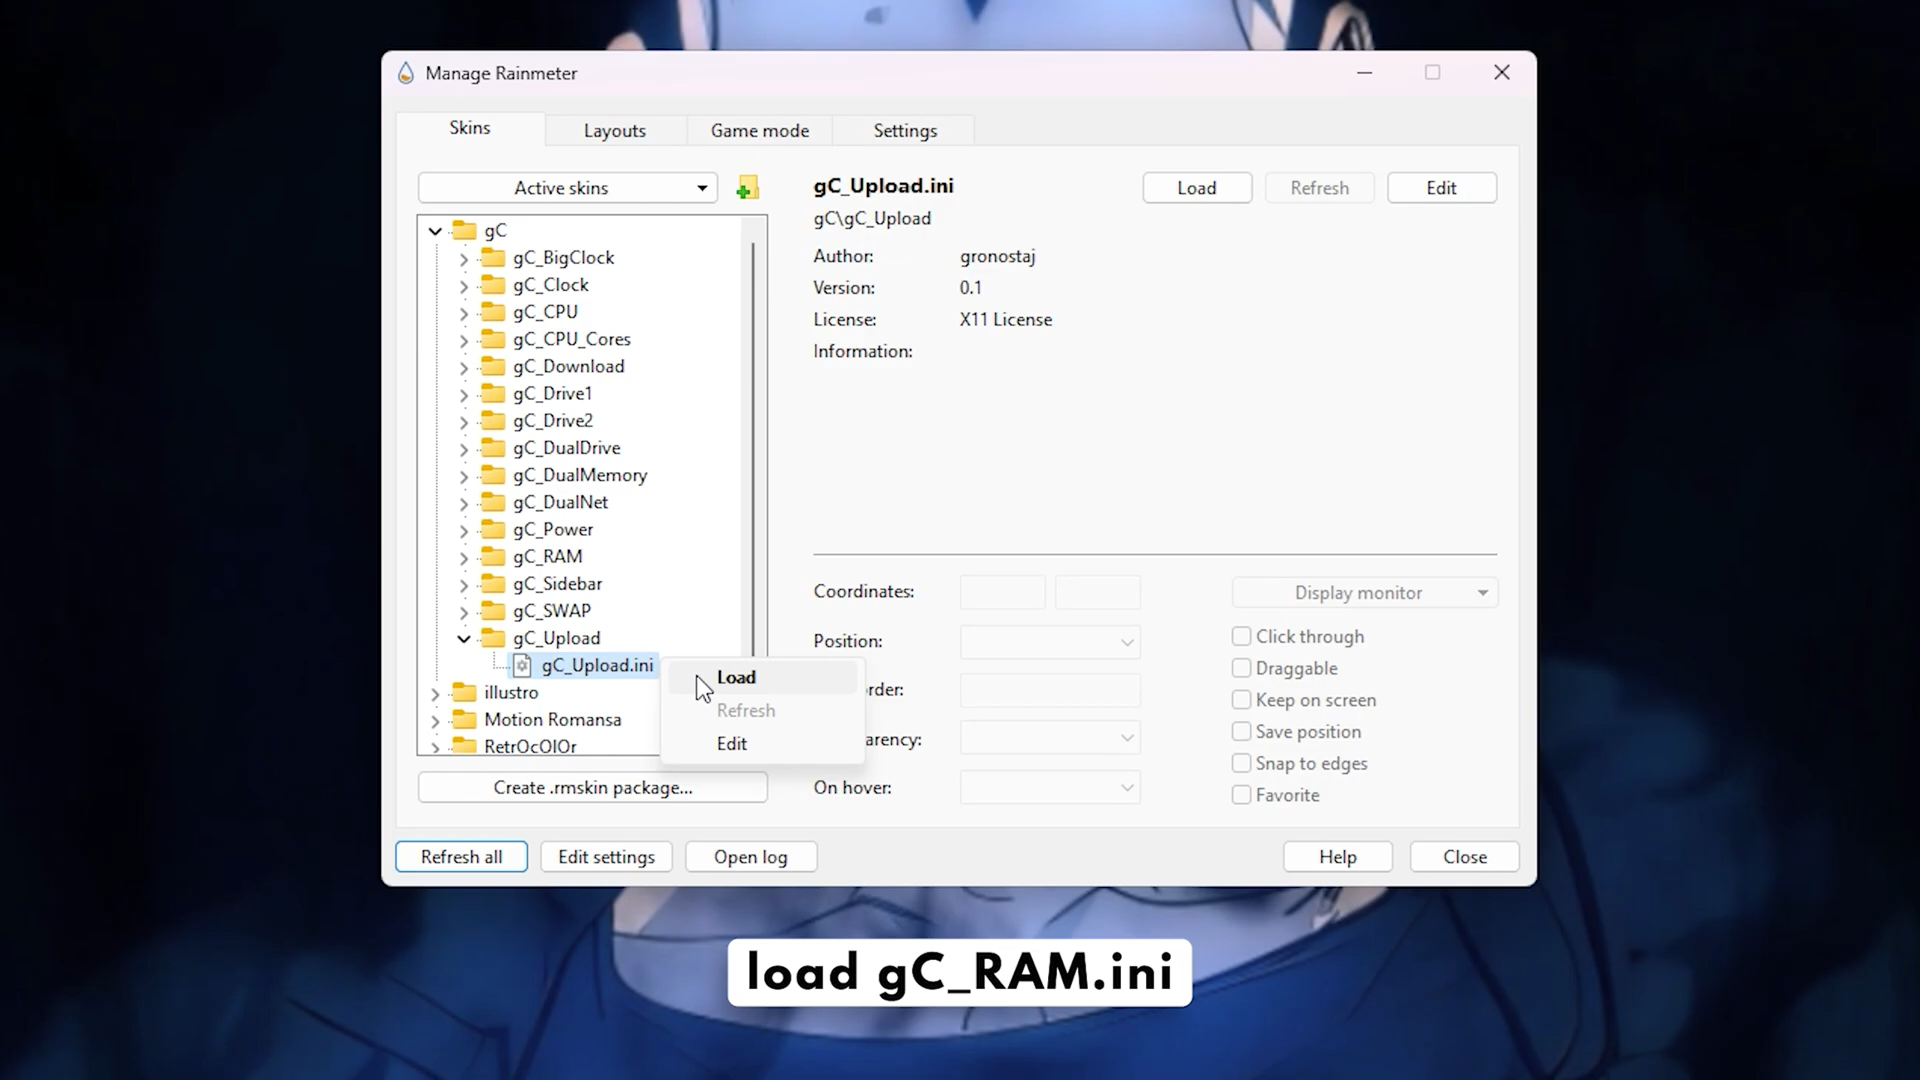 Manage Rainmeter
Skins
Layouts
Game mode
Settings
Active skins
gC
gC_BigClock
gC_Clock
gC_CPU
gC_CPU_Cores
gC_Download
gC_Drive1
gC_Drive2
gC_DualDrive
gC_DualMemory
gC_DualNet
gC_Power
gC_RAM
gC_Sidebar
gC_SWAP
gC_Upload
gC_Upload.ini
illustro
Motion Romansa
RetrOcOlOr
Load
Refresh
Edit
Create .rmskin package...
gC_Upload.ini
Load
Refresh
Edit
gC\gC_Upload
Author: gronostaj
Version: 0.1
License: X11 License
Information:
Coordinates:
Position:
rder:
arency:
On hover:
Display monitor
Click through
Draggable
Keep on screen
Save position
Snap to edges
Favorite
Refresh all
Edit settings
Open log
Help
Close
load gC_RAM.ini